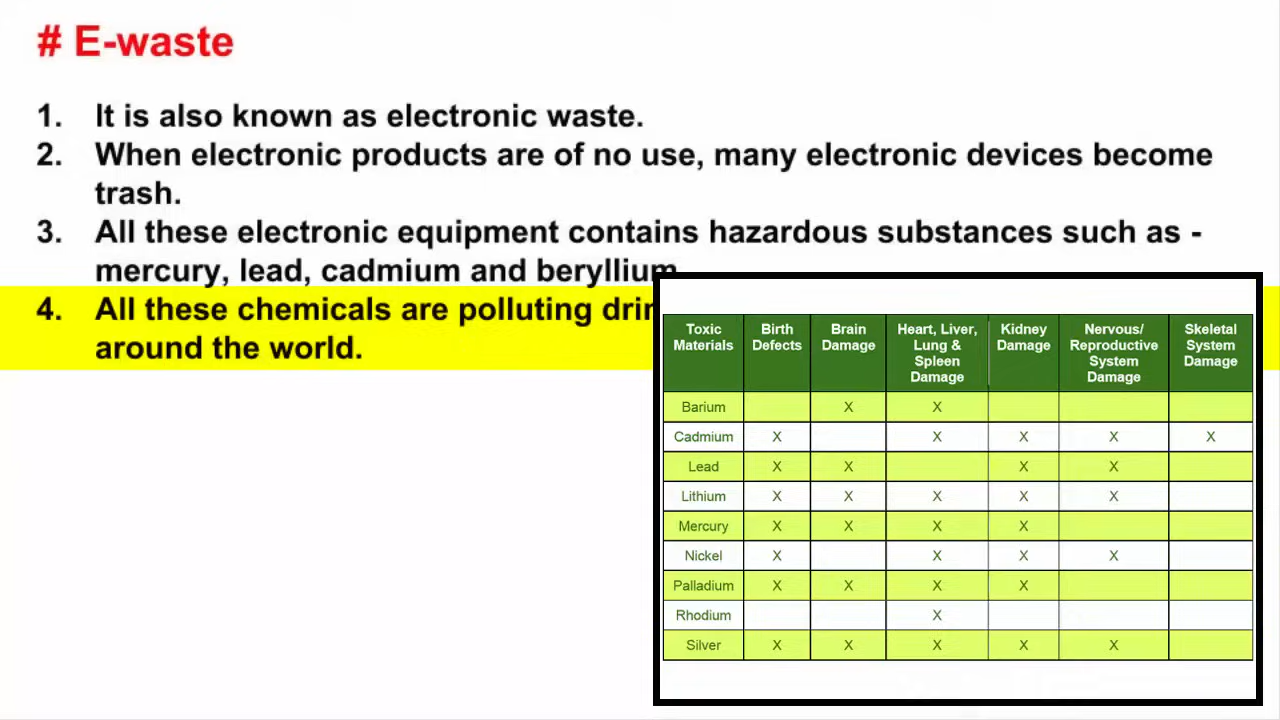 # E-waste
1. It is also known as electronic waste.
2. When electronic products are of no use, many electronic devices become
trash.
3. All these electronic equipment contains hazardous substances such as -
mercury, lead, cadmium and beryllium
4. All these chemicals are polluting
around the world.
Toxic Materials Birth Defects Brain Damage Heart, Liver, Lung & Spleen Damage Kidney Damage Nervous/ Reproductive System Damage Skeletal System Damage
Barium X X
Cadmium X X X X X
Lead X X X X
Lithium X X X X X
Mercury X X X X
Nickel X X X X
Palladium X X X X
Rhodium X
Silver X X X X X